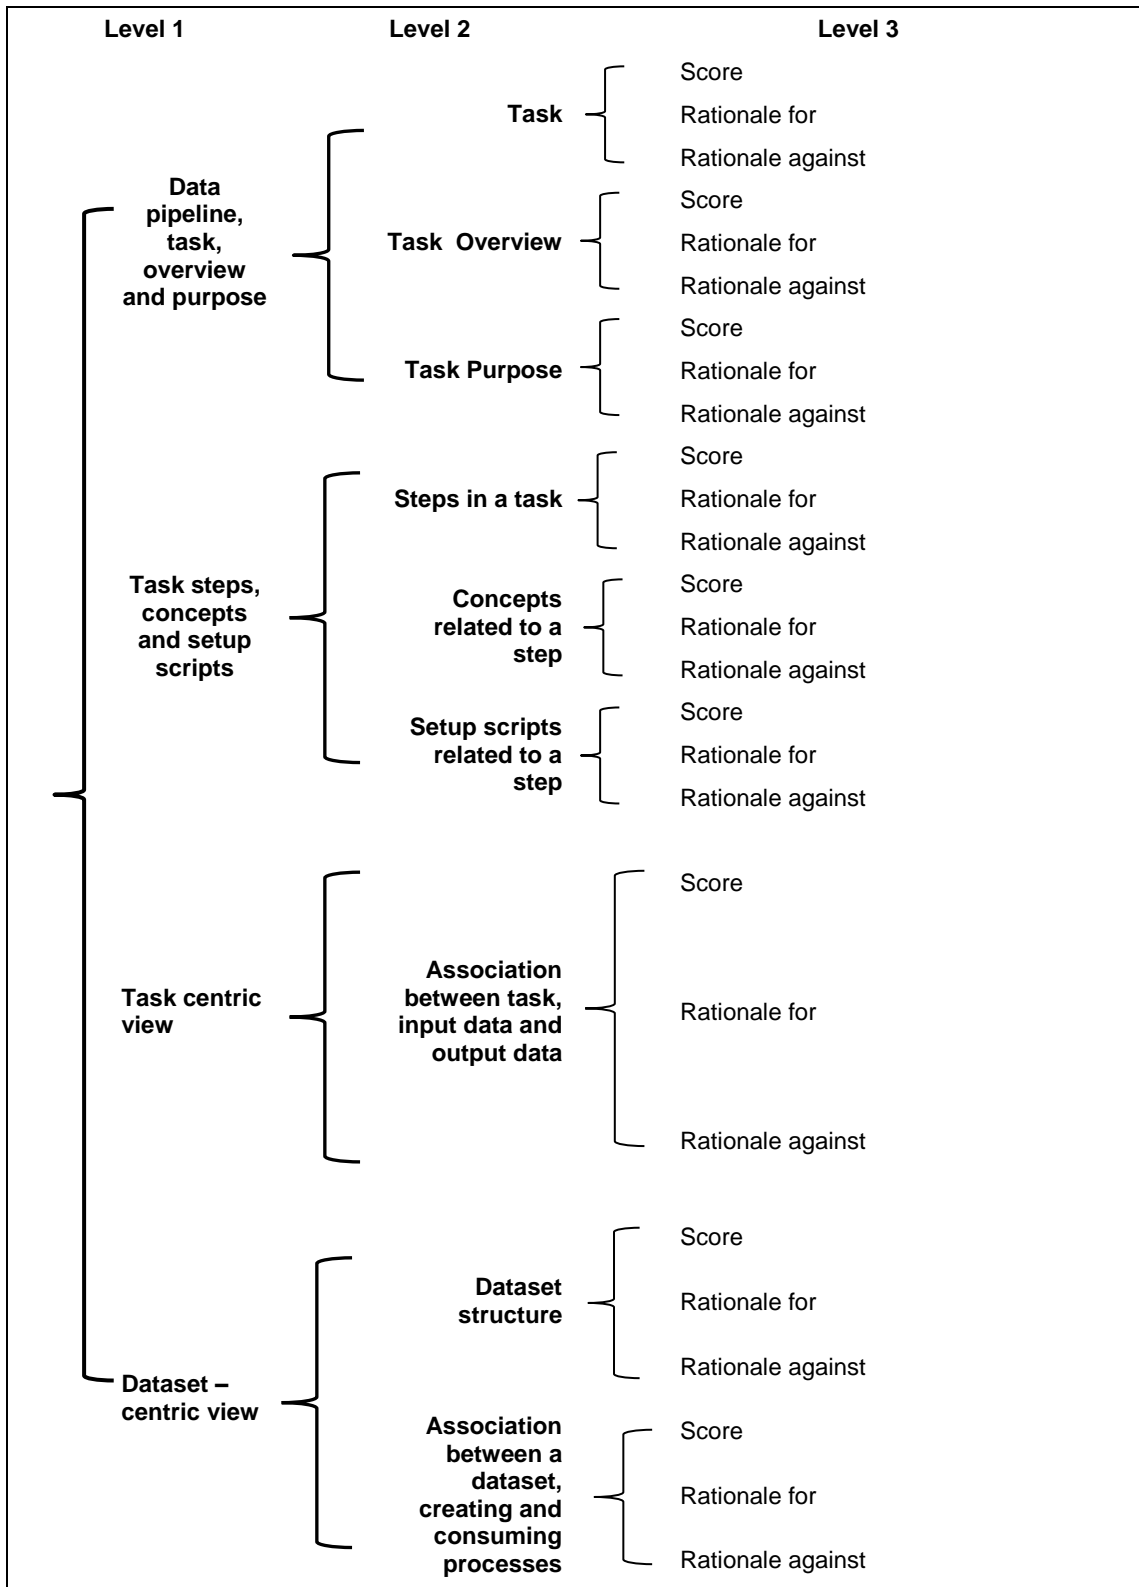 Level 1 Level 2 Level 3
Data
pipeline,
task,
overview
and purpose
Task
Score
Rationale for
Rationale against
Task Overview
Score
Rationale for
Rationale against
Task Purpose
Score
Rationale for
Rationale against
Task steps,
concepts
and setup
scripts
Steps in a task
Score
Rationale for
Rationale against
Concepts
related to a
step
Score
Rationale for
Rationale against
Setup scripts
related to a
step
Score
Rationale for
Rationale against
Task centric
view
Association
between task,
input data and
output data
Score
Rationale for
Rationale against
Dataset –
centric view
Dataset
structure
Score
Rationale for
Rationale against
Association
between a
dataset,
creating and
consuming
processes
Score
Rationale for
Rationale against